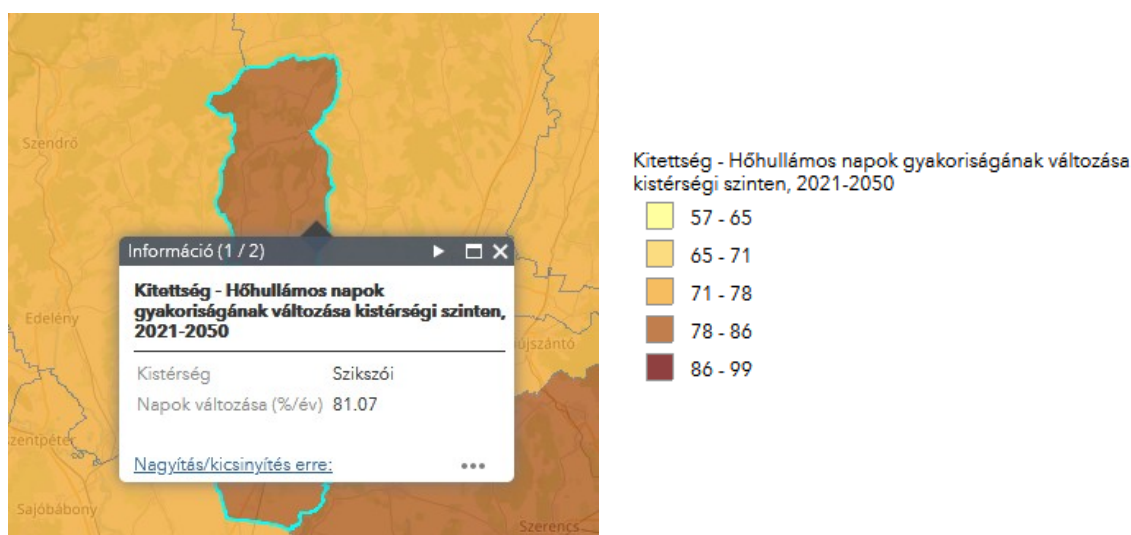 Szendrő
Információ (1 / 2)
Kitettség - Hőhullámos napok
gyakoriságának változása kistérségi szinten,
2021-2050
Edelény
Kistérség Szikszói
Napok változása (%/év) 81.07
Nagyítás/kicsinyítés erre:
Sajóbábony
Szerencs
Kitettség - Hőhullámos napok gyakoriságának változása
kistérségi szinten, 2021-2050
57 - 65
65 - 71
71 - 78
78 - 86
86 - 99